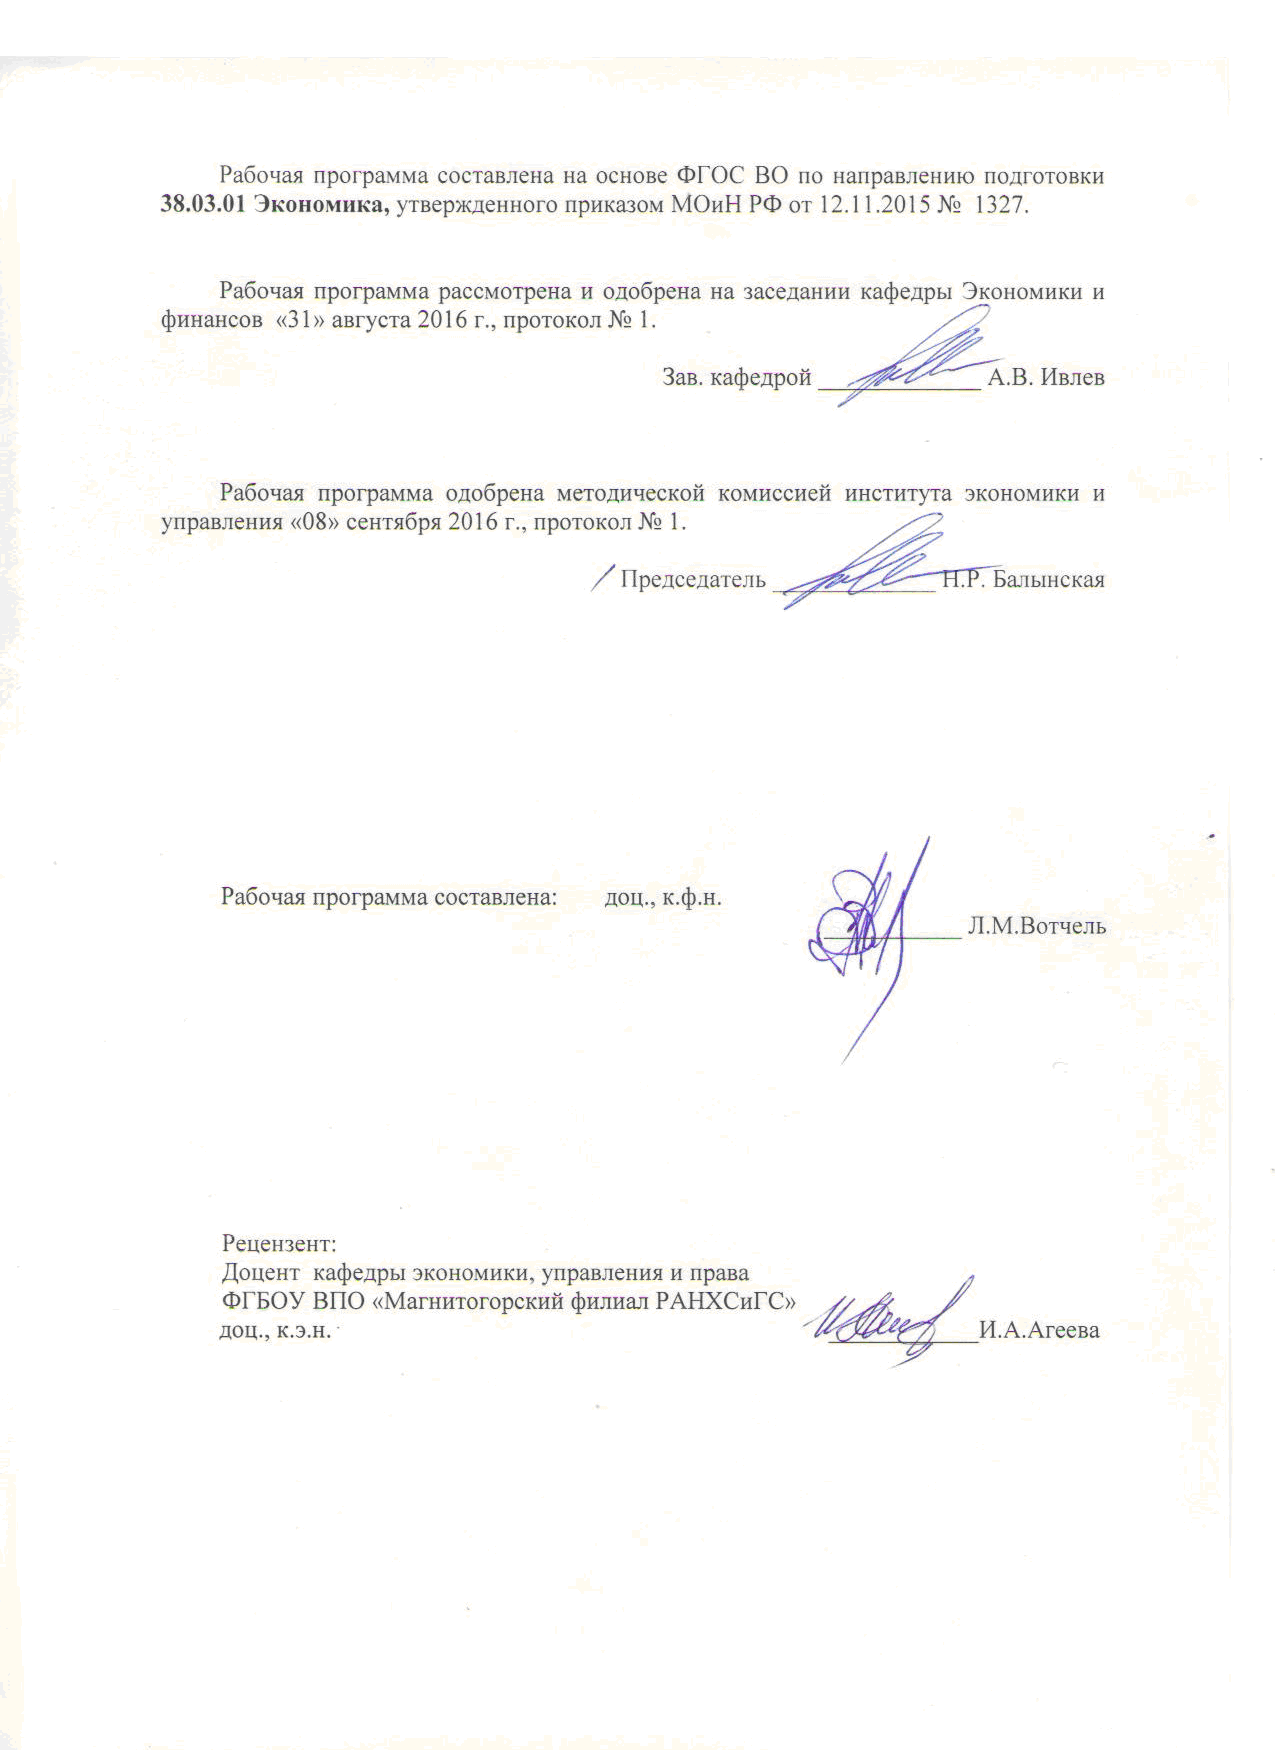 Рабочая программа составлена на основе ФГОС ВО по направлению подготовки
38.03.01 Экономика, утвержденного приказом МОиН РФ от 12.11.2015 № 1327.
Рабочая программа рассмотрена и одобрена на заседании кафедры Экономики и
финансов «31» августа 2016 г., протокол № 1.
Зав. кафедрой _____________ А.В. Ивлев
Рабочая программа одобрена методической комиссией института экономики и
управления «08» сентября 2016 г., протокол № 1.
/ Председатель _____________ Н.Р. Балынская
Рабочая программа составлена: доц., к.ф.н.
___________ Л.М.Вотчель
Рецензент:
Доцент кафедры экономики, управления и права
ФГБОУ ВПО «Магнитогорский филиал РАНХСиГС»
доц., к.э.н. ____________И.А.Агеева